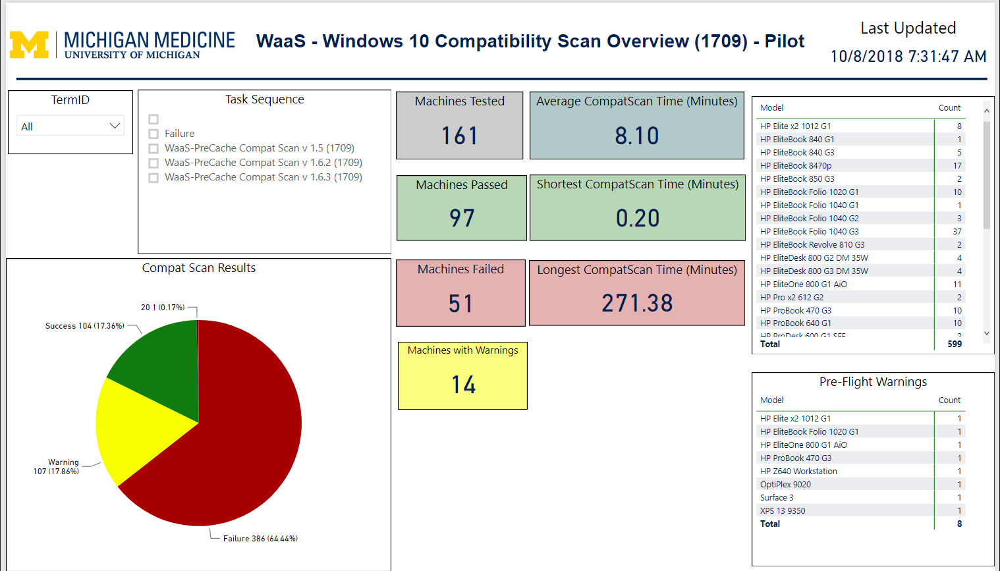 MICHIGAN MEDICINE
UNIVERSITY OF MICHIGAN
WaaS - Windows 10 Compatibility Scan Overview (1709) - Pilot
Last Updated
10/8/2018 7:31:47 AM
TermID
All
Task Sequence
Failure
WaaS-PreCache Compat Scan v 1.5 (1709)
WaaS-PreCache Compat Scan v 1.6.2 (1709)
WaaS-PreCache Compat Scan v 1.6.3 (1709)
Machines Tested
161
Average CompatScan Time (Minutes)
8.10
Machines Passed
97
Shortest CompatScan Time (Minutes)
0.20
Machines Failed
51
Longest CompatScan Time (Minutes)
271.38
Machines with Warnings
14
Compat Scan Results
20 1 (0.17%)
Success 104 (17.36%)
Warning
107 (17.86%)
Failure 386 (64.44%)
Model Count
HP Elite x2 1012 G1 8
HP EliteBook 840 G1 1
HP EliteBook 840 G3 5
HP EliteBook 8470p 17
HP EliteBook 850 G3 2
HP EliteBook Folio 1020 G1 10
HP EliteBook Folio 1040 G1 1
HP EliteBook Folio 1040 G2 3
HP EliteBook Folio 1040 G3 37
HP EliteBook Revolve 810 G3 2
HP EliteDesk 800 G2 DM 35W 4
HP EliteDesk 800 G3 DM 35W 4
HP EliteOne 800 G1 AiO 11
HP Pro x2 612 G2 2
HP ProBook 470 G3 10
HP ProBook 640 G1 10
HP ProDesk 600 G1 SFF 2
Total 599
Pre-Flight Warnings
Model Count
HP Elite x2 1012 G1 1
HP EliteBook Folio 1020 G1 1
HP EliteOne 800 G1 AiO 1
HP ProBook 470 G3 1
HP Z640 Workstation 1
OptiPlex 9020 1
Surface 3 1
XPS 13 9350 1
Total 8